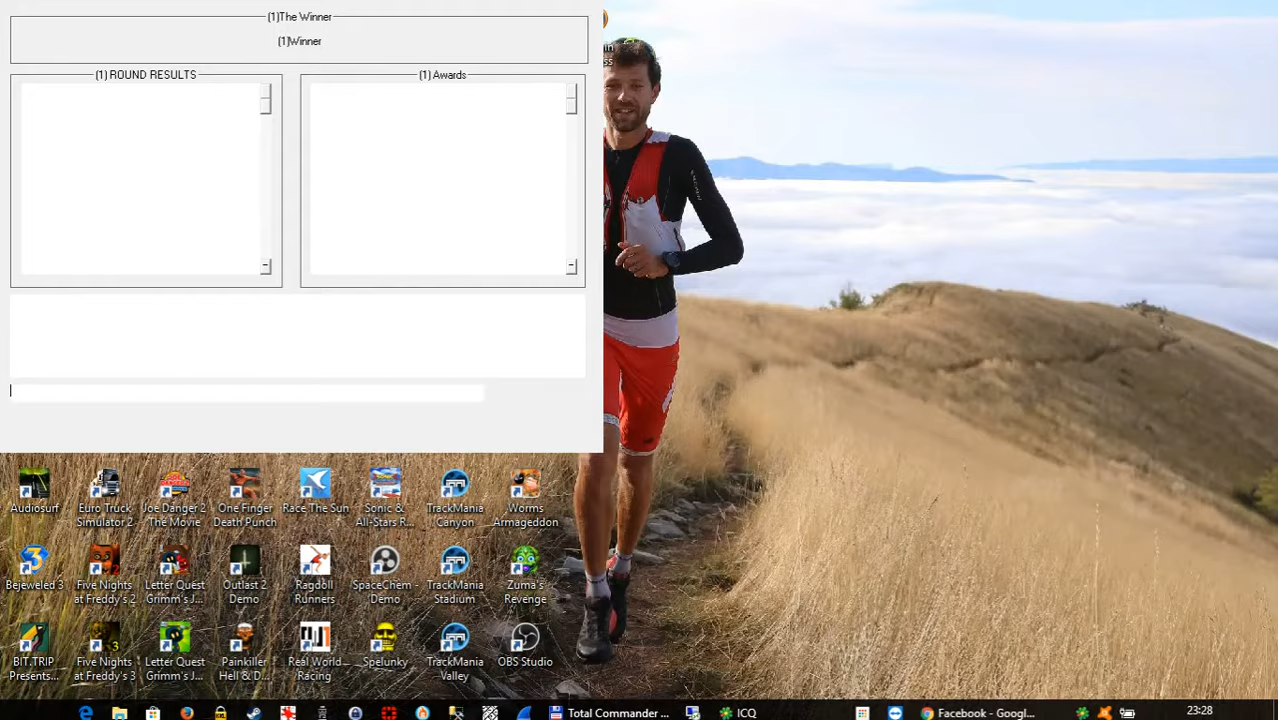 (1)The Winner
(1)Winner
(1) ROUND RESULTS
(1) Awards
Audiosurf
Euro Truck
Simulator 2
Joe Danger 2
The Movie
One Finger
Death Punch
Race The Sun
Sonic &
All-Stars R...
TrackMania
Canyon
Worms
Armageddon
Bejeweled 3
Five Nights
at Freddy's 2
Letter Quest
Grimm's J...
Outlast 2
Demo
Ragdoll
Runners
SpaceChem -
Demo
TrackMania
Stadium
Zuma's
Revenge
BIT.TRIP
Presents...
Five Nights
at Freddy's 3
Letter Quest
Grimm's J...
Painkiller
Hell & D...
Real World
Racing
Spelunky
TrackMania
Valley
OBS Studio
Total Commander ...
ICQ
Facebook - Googl...
23:28